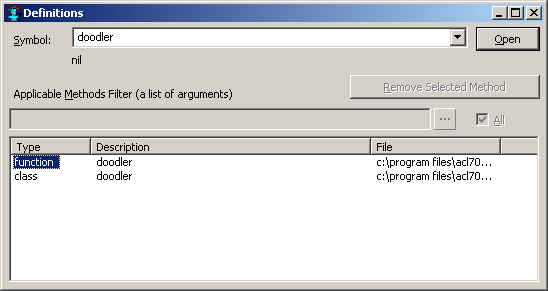 Definitions
Symbol: doodler Open
nil
Remove Selected Method
Applicable Methods Filter (a list of arguments)
... All
Type Description File
function doodler c:\program files\acl70...
class doodler c:\program files\acl70...